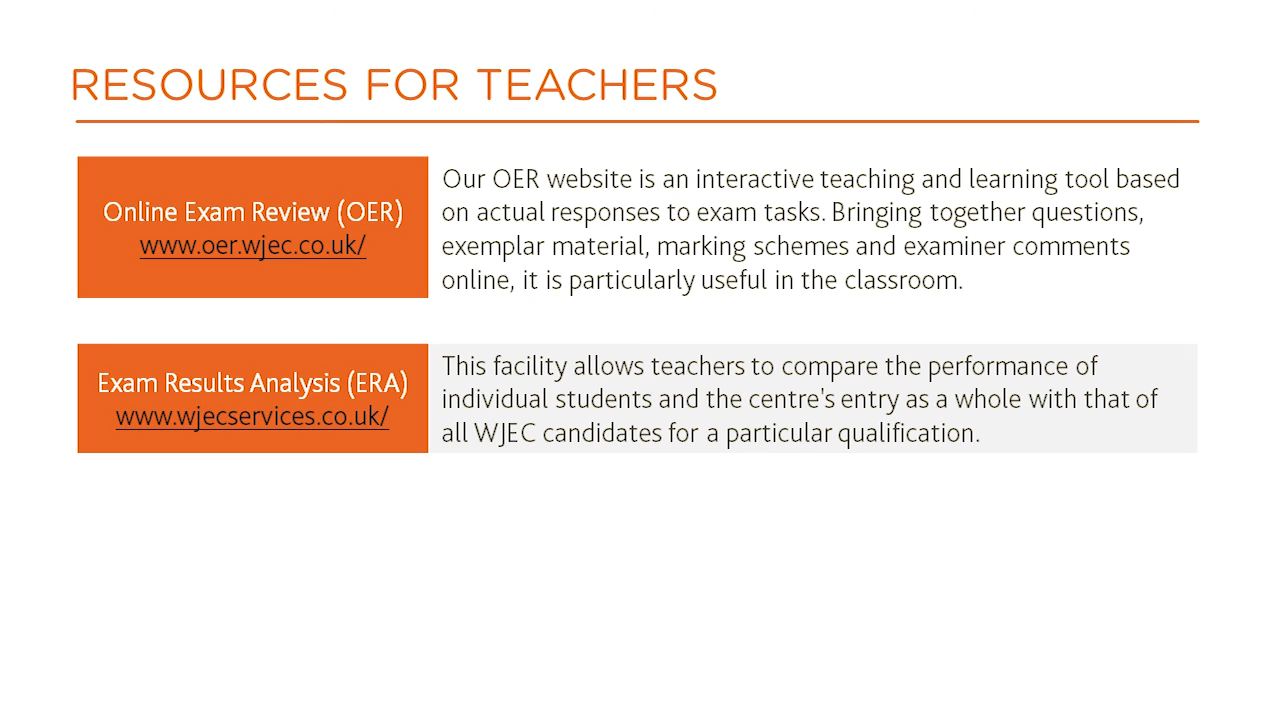 RESOURCES FOR TEACHERS
Online Exam Review (OER)
www.oer.wjec.co.uk/
Our OER website is an interactive teaching and learning tool based
on actual responses to exam tasks. Bringing together questions,
exemplar material, marking schemes and examiner comments
online, it is particularly useful in the classroom.
Exam Results Analysis (ERA)
www.wjecservices.co.uk/
This facility allows teachers to compare the performance of
individual students and the centre's entry as a whole with that of
all WJEC candidates for a particular qualification.